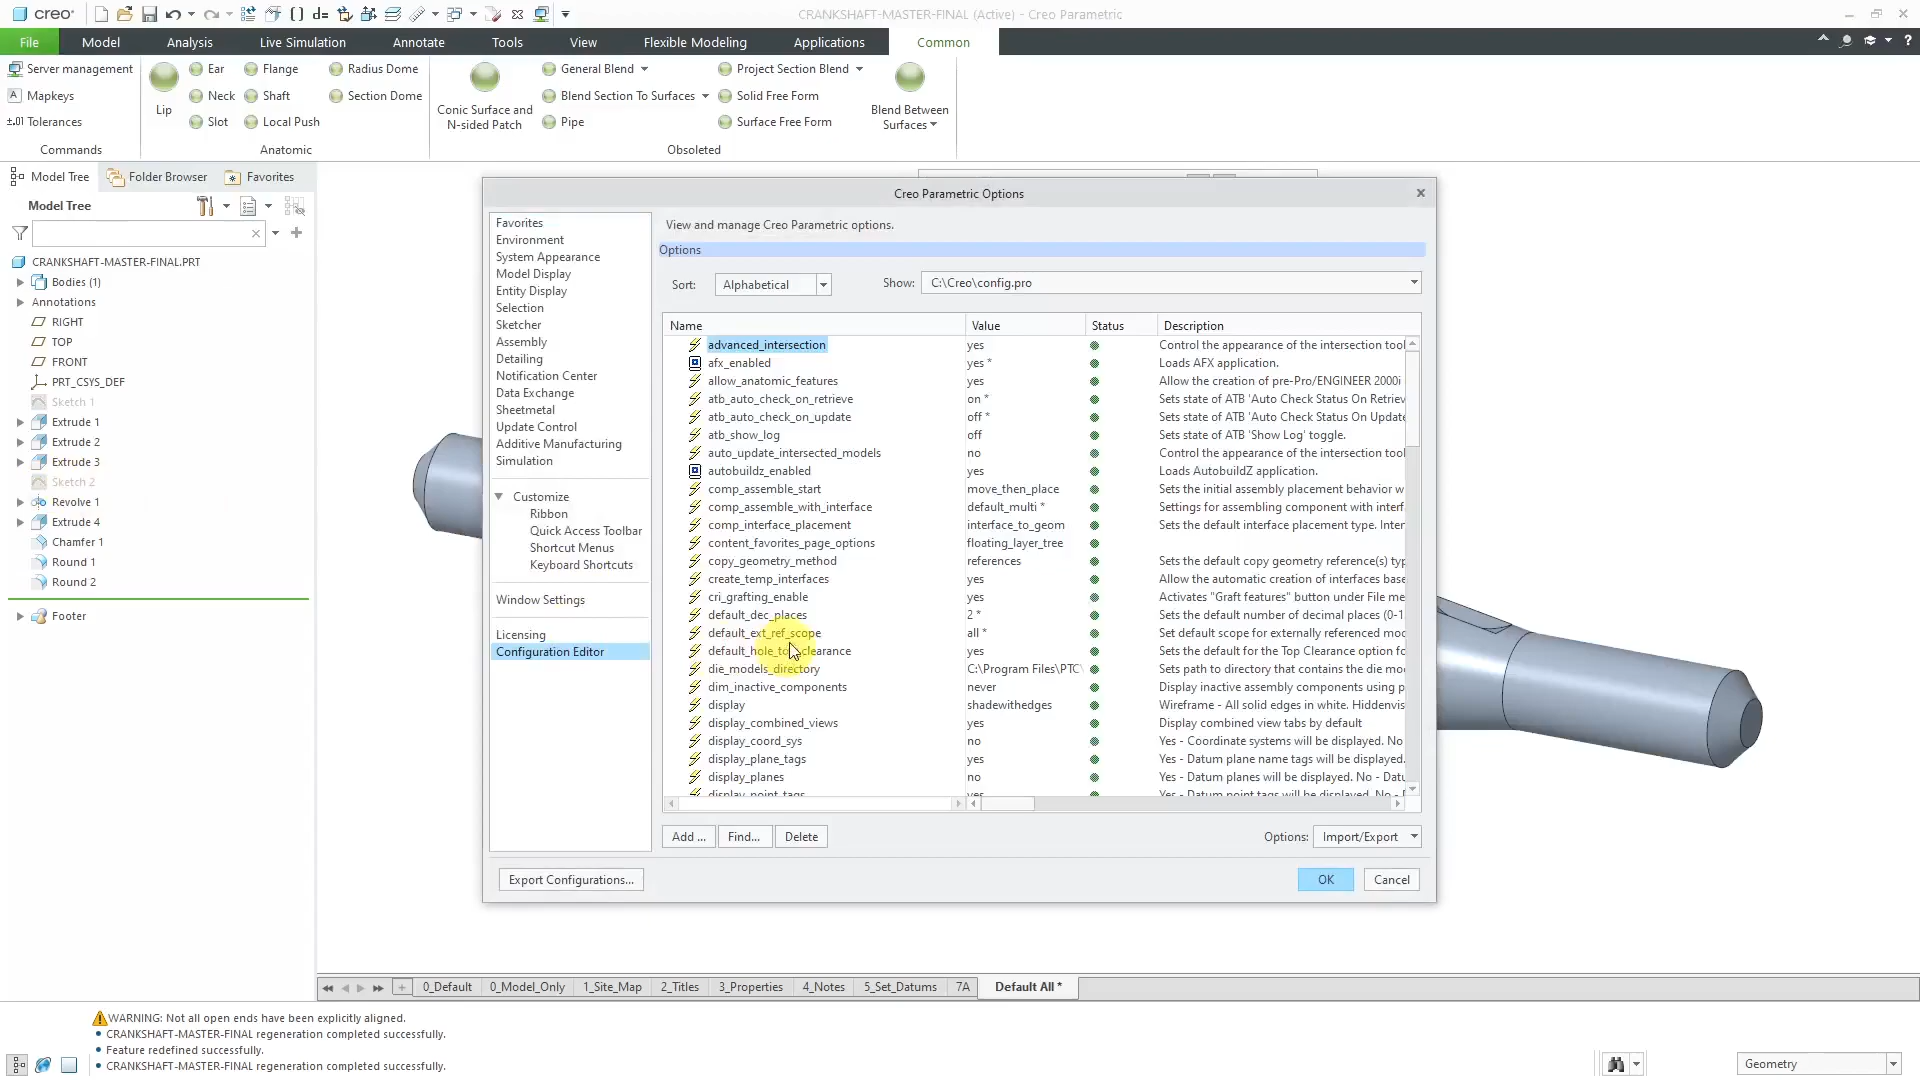 creo
d=
CRANKSHAFT-MASTER-FINAL (Active) - Creo Parametric
File
Model
Analysis
Live Simulation
Annotate
Tools
View
Flexible Modeling
Applications
Common
Server management
Mapkeys
Tolerances
Commands
Lip
Ear
Neck
Slot
Flange
Shaft
Local Push
Radius Dome
Section Dome
Anatomic
Conic Surface and
N-sided Patch
General Blend
Blend Section To Surfaces
Pipe
Project Section Blend
Solid Free Form
Surface Free Form
Blend Between
Surfaces
Obsoleted
Model Tree
Folder Browser
Favorites
Model Tree
CRANKSHAFT-MASTER-FINAL.PRT
Bodies (1)
Annotations
RIGHT
TOP
FRONT
PRT_CSYS_DEF
Sketch 1
Extrude 1
Extrude 2
Extrude 3
Sketch 2
Revolve 1
Extrude 4
Chamfer 1
Round 1
Round 2
Footer
Creo Parametric Options
Favorites
Environment
System Appearance
Model Display
Entity Display
Selection
Sketcher
Assembly
Detailing
Notification Center
Data Exchange
Sheetmetal
Update Control
Additive Manufacturing
Simulation
Customize
Ribbon
Quick Access Toolbar
Shortcut Menus
Keyboard Shortcuts
Window Settings
Licensing
Configuration Editor
View and manage Creo Parametric options.
Options
Sort: Alphabetical
Show: C:\Creo\config.pro
Name Value Status Description
advanced_intersection yes Control the appearance of the intersection tool
afx_enabled yes * Loads AFX application.
allow_anatomic_features yes Allow the creation of pre-Pro/ENGINEER 2000i
atb_auto_check_on_retrieve on * Sets state of ATB 'Auto Check Status On Retriev
atb_auto_check_on_update off * Sets state of ATB 'Auto Check Status On Update
atb_show_log off Sets state of ATB 'Show Log' toggle.
auto_update_intersected_models no Control the appearance of the intersection tool
autobuildz_enabled yes Loads AutobuildZ application.
comp_assemble_start move_then_place Sets the initial assembly placement behavior w
comp_assemble_with_interface default_multi * Settings for assembling component with interf
comp_interface_placement interface_to_geom Sets the default interface placement type. Inter
content_favorites_page_options floating_layer_tree
copy_geometry_method references Sets the default copy geometry reference(s) typ
create_temp_interfaces yes Allow the automatic creation of interfaces base
cri_grafting_enable yes Activates "Graft features" button under File me
default_dec_places 2 * Sets the default number of decimal places (0-1
default_ext_ref_scope all * Set default scope for externally referenced moc
default_hole_top_clearance yes Sets the default for the Top Clearance option fo
die_models_directory C:\Program Files\PTC\ Sets path to directory that contains the die mo
dim_inactive_components never Display inactive assembly components using p
display shadewithedges Wireframe - All solid edges in white. Hiddenvis
display_combined_views yes Display combined view tabs by default
display_coord_sys no Yes - Coordinate systems will be displayed. No
display_plane_tags yes Yes - Datum plane name tags will be displayed.
display_planes no Yes - Datum planes will be displayed. No - Dat
display_point_tags yes Yes - Datum point tags will be displayed. No -
Add ...
Find...
Delete
Options: Import/Export
Export Configurations...
OK
Cancel
0_Default
0_Model_Only
1_Site_Map
2_Titles
3_Properties
4_Notes
5_Set_Datums
7A
Default All *
WARNING: Not all open ends have been explicitly aligned.
CRANKSHAFT-MASTER-FINAL regeneration completed successfully.
Feature redefined successfully.
CRANKSHAFT-MASTER-FINAL regeneration completed successfully.
Geometry